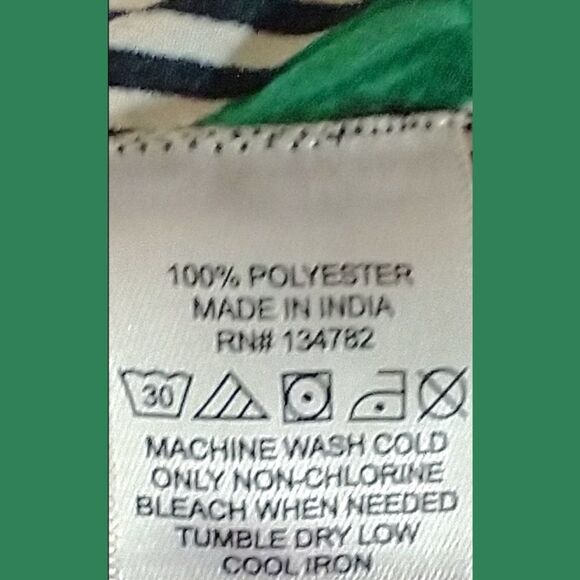 100% POLYESTER
MADE IN INDIA
RN# 134782
30
MACHINE WASH COLD
ONLY NON-CHLORINE
BLEACH WHEN NEEDED
TUMBLE DRY LOW
COOL IRON